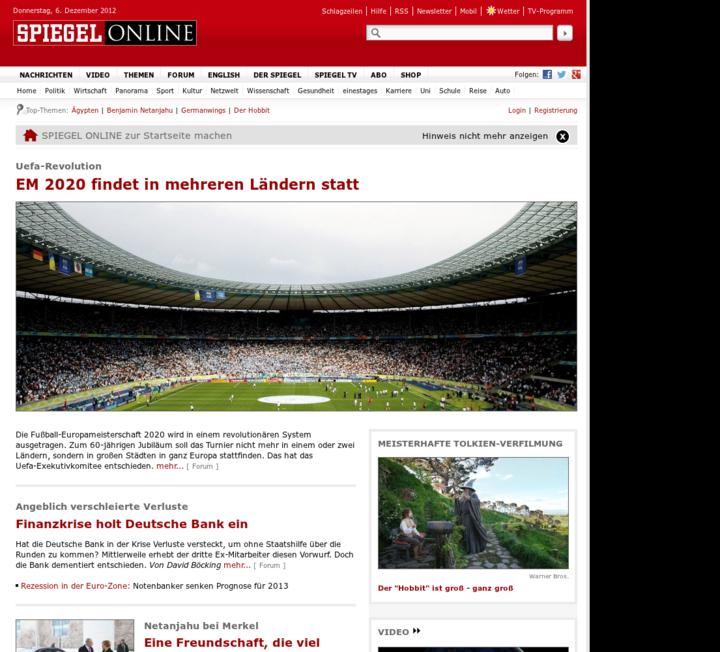 Donnerstag, 6. Dezember 2012
Schlagzeilen | Hilfe | RSS | Newsletter | Mobil | Wetter | TV-Programm
SPIEGEL ONLINE
NACHRICHTEN VIDEO THEMEN FORUM ENGLISH DER SPIEGEL SPIEGEL TV ABO SHOP Folgen:
Home Politik Wirtschaft Panorama Sport Kultur Netzwelt Wissenschaft Gesundheit einestages Karriere Uni Schule Reise Auto
Top-Themen: Ägypten | Benjamin Netanjahu | Germanwings | Der Hobbit
Login | Registrierung
SPIEGEL ONLINE zur Startseite machen
Hinweis nicht mehr anzeigen X
Uefa-Revolution
EM 2020 findet in mehreren Ländern statt
Die Fußball-Europameisterschaft 2020 wird in einem revolutionären System
ausgetragen. Zum 60-jährigen Jubiläum soll das Turnier nicht mehr in einem oder zwei
Ländern, sondern in großen Städten in ganz Europa stattfinden. Das hat das
Uefa-Exekutivkomitee entschieden. mehr... [ Forum ]
Angeblich verschleierte Verluste
Finanzkrise holt Deutsche Bank ein
Hat die Deutsche Bank in der Krise Verluste versteckt, um ohne Staatshilfe über die
Runden zu kommen? Mittlerweile erhebt der dritte Ex-Mitarbeiter diesen Vorwurf. Doch
die Bank dementiert entschieden. Von David Böcking mehr... [ Forum ]
Rezession in der Euro-Zone: Notenbanker senken Prognose für 2013
Netanjahu bei Merkel
Eine Freundschaft, die viel
MEISTERHAFTE TOLKIEN-VERFILMUNG
Warner Bros.
Der "Hobbit" ist groß - ganz groß
VIDEO